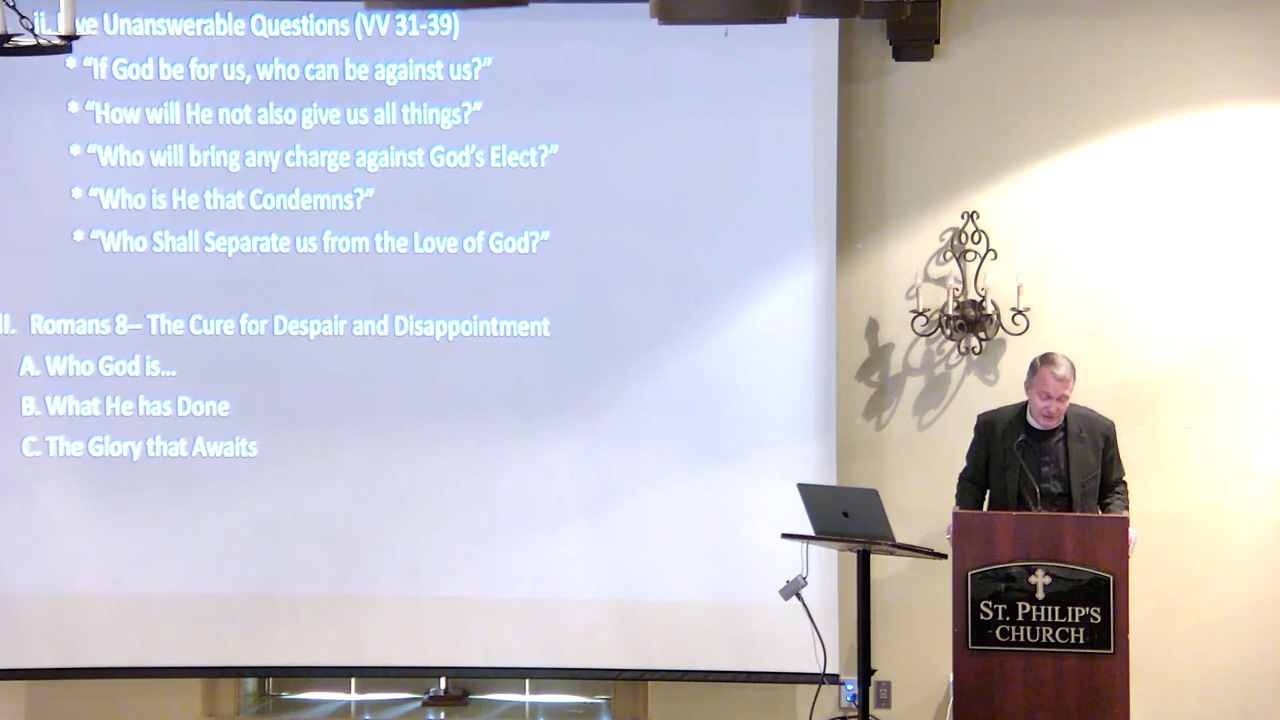 ii. Unanswerable Questions (VV 31-39)
* “If God be for us, who can be against us?”
* “How will He not also give us all things?”
* “Who will bring any charge against God’s Elect?”
* “Who is He that Condemns?”
* “Who Shall Separate us from the Love of God?”
II. Romans 8– The Cure for Despair and Disappointment
A. Who God is...
B. What He has Done
C. The Glory that Awaits
ST. PHILIP'S
CHURCH